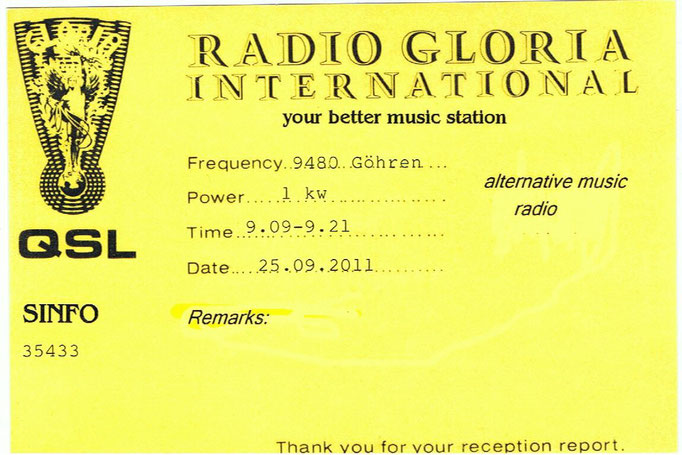 RADIO GLORIA
INTERNATIONAL
your better music station
Frequency..9480..Göhren....
Power.....1 kw..................
Time..9.09-9.21................
Date....25.09.2011............
alternative music
radio
QSL
SINFO
35433
Remarks:
Thank you for your reception report.